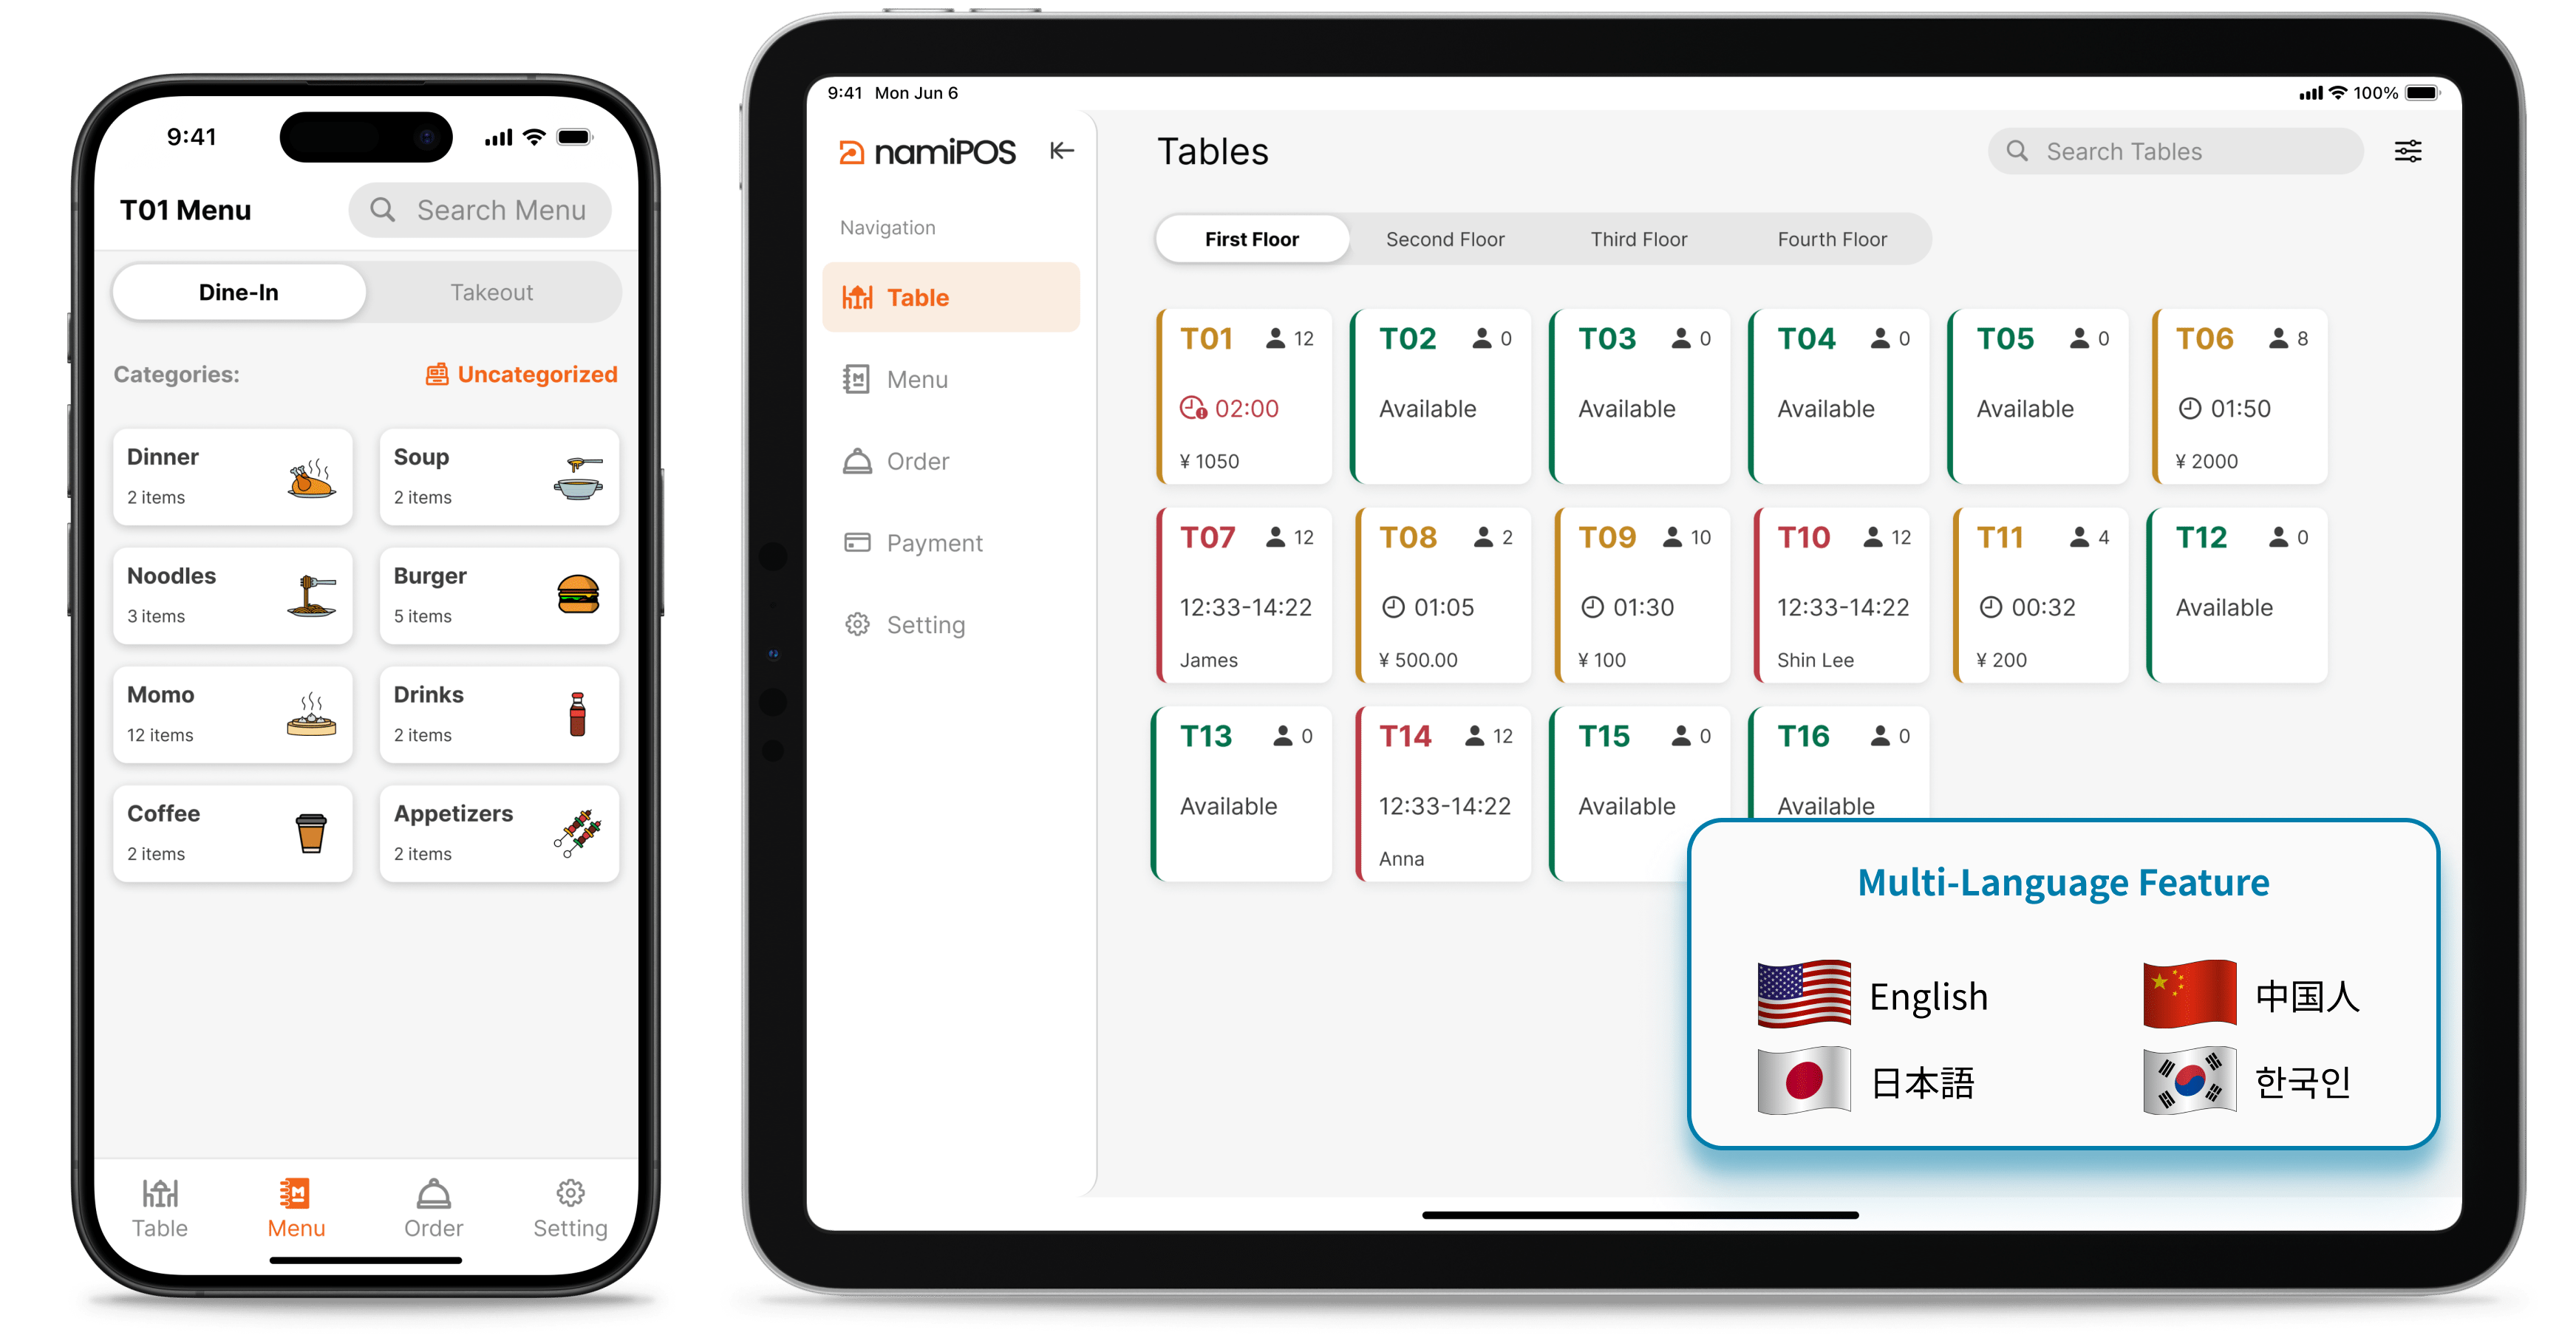 9:41
T01 Menu
Search Menu
Dine-In
Takeout
Categories:
Uncategorized
Dinner
2 items
Soup
2 items
Noodles
3 items
Burger
5 items
Momo
12 items
Drinks
2 items
Coffee
2 items
Appetizers
2 items
Table
Menu
Order
Setting
9:41 Mon Jun 6
100%
namiPOS
Navigation
Table
Menu
Order
Payment
Setting
Tables
Search Tables
First Floor
Second Floor
Third Floor
Fourth Floor
T01 12
02:00
¥ 1050
T02 0
Available
T03 0
Available
T04 0
Available
T05 0
Available
T06 8
01:50
¥ 2000
T07 12
12:33-14:22
James
T08 2
01:05
¥ 500.00
T09 10
01:30
¥ 100
T10 12
12:33-14:22
Shin Lee
T11 4
00:32
¥ 200
T12 0
Available
T13 0
Available
T14 12
12:33-14:22
Anna
T15 0
Available
T16 0
Available
Multi-Language Feature
English
中国人
日本語
한국인